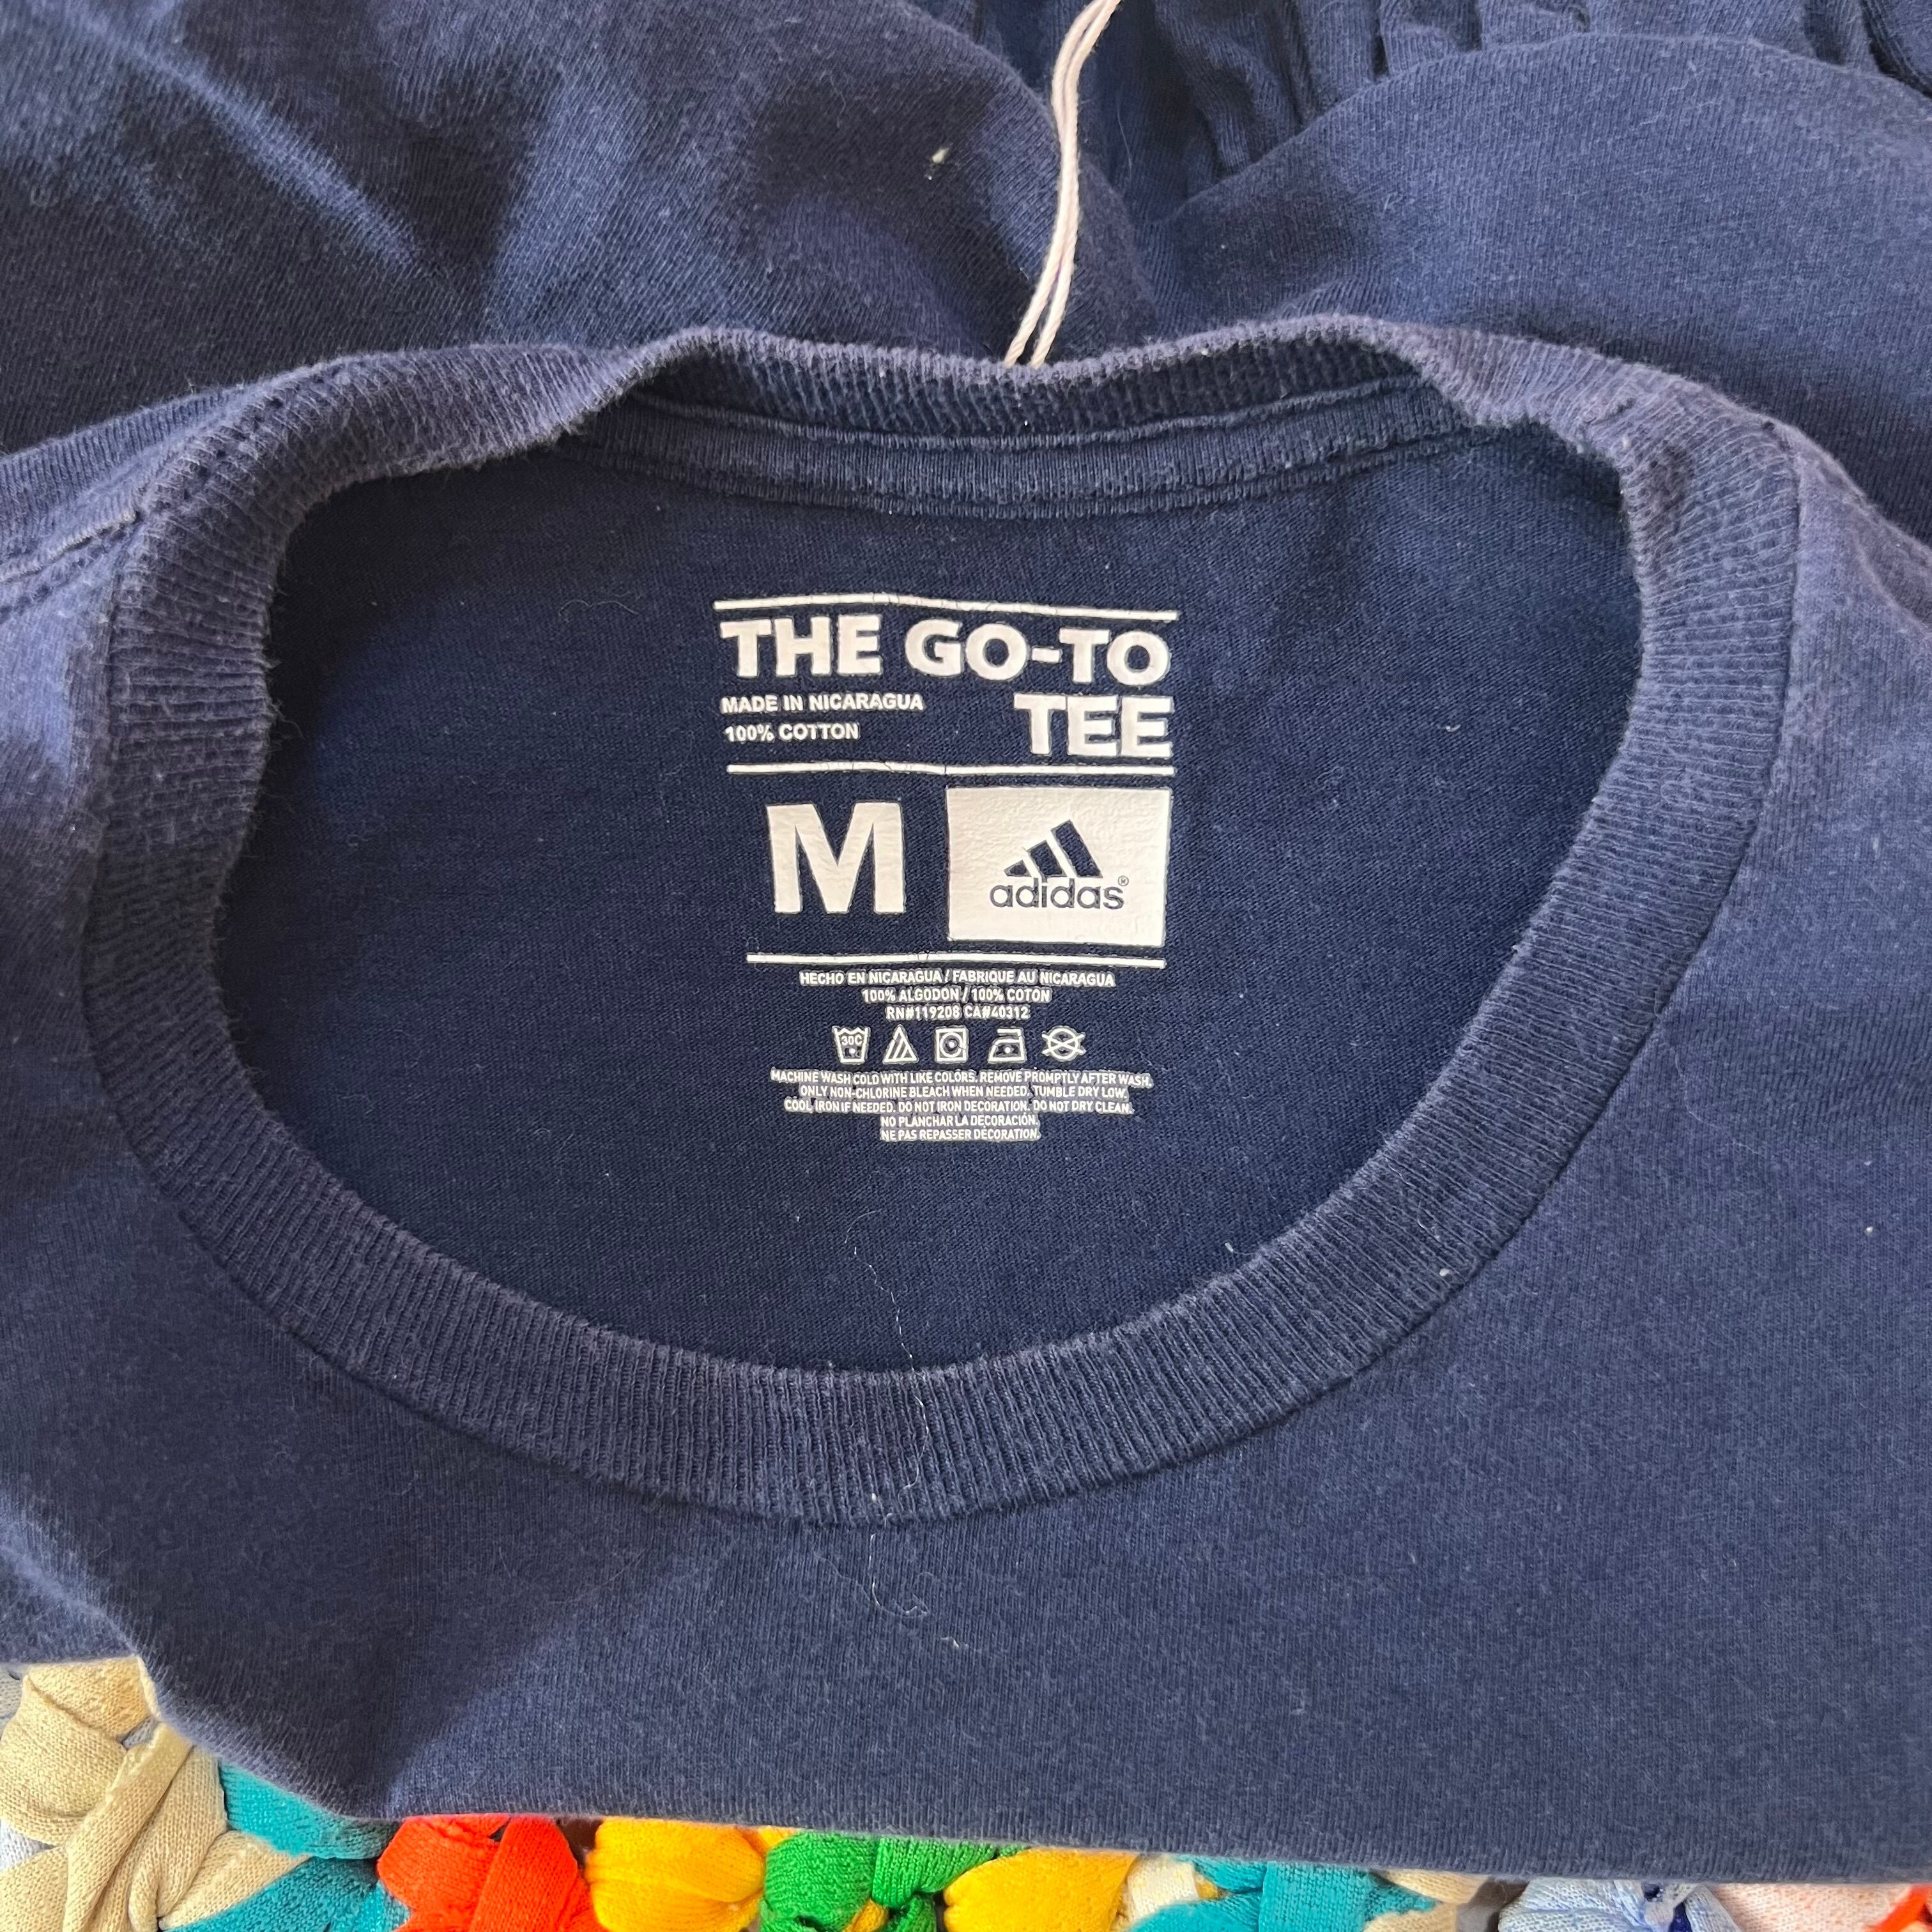 THE GO-TO
TEE
MADE IN NICARAGUA
100% COTTON
M
adidas®
HECHO EN NICARAGUA / FABRIQUE AU NICARAGUA
100% ALGODON / 100% COTON
RN#119208 CA#40312
30C
MACHINE WASH COLD WITH LIKE COLORS. REMOVE PROMPTLY AFTER WASH.
ONLY NON-CHLORINE BLEACH WHEN NEEDED. TUMBLE DRY LOW.
COOL IRON IF NEEDED. DO NOT IRON DECORATION. DO NOT DRY CLEAN.
NO PLANCHAR LA DECORACIÓN.
NE PAS REPASSER DÉCORATION.